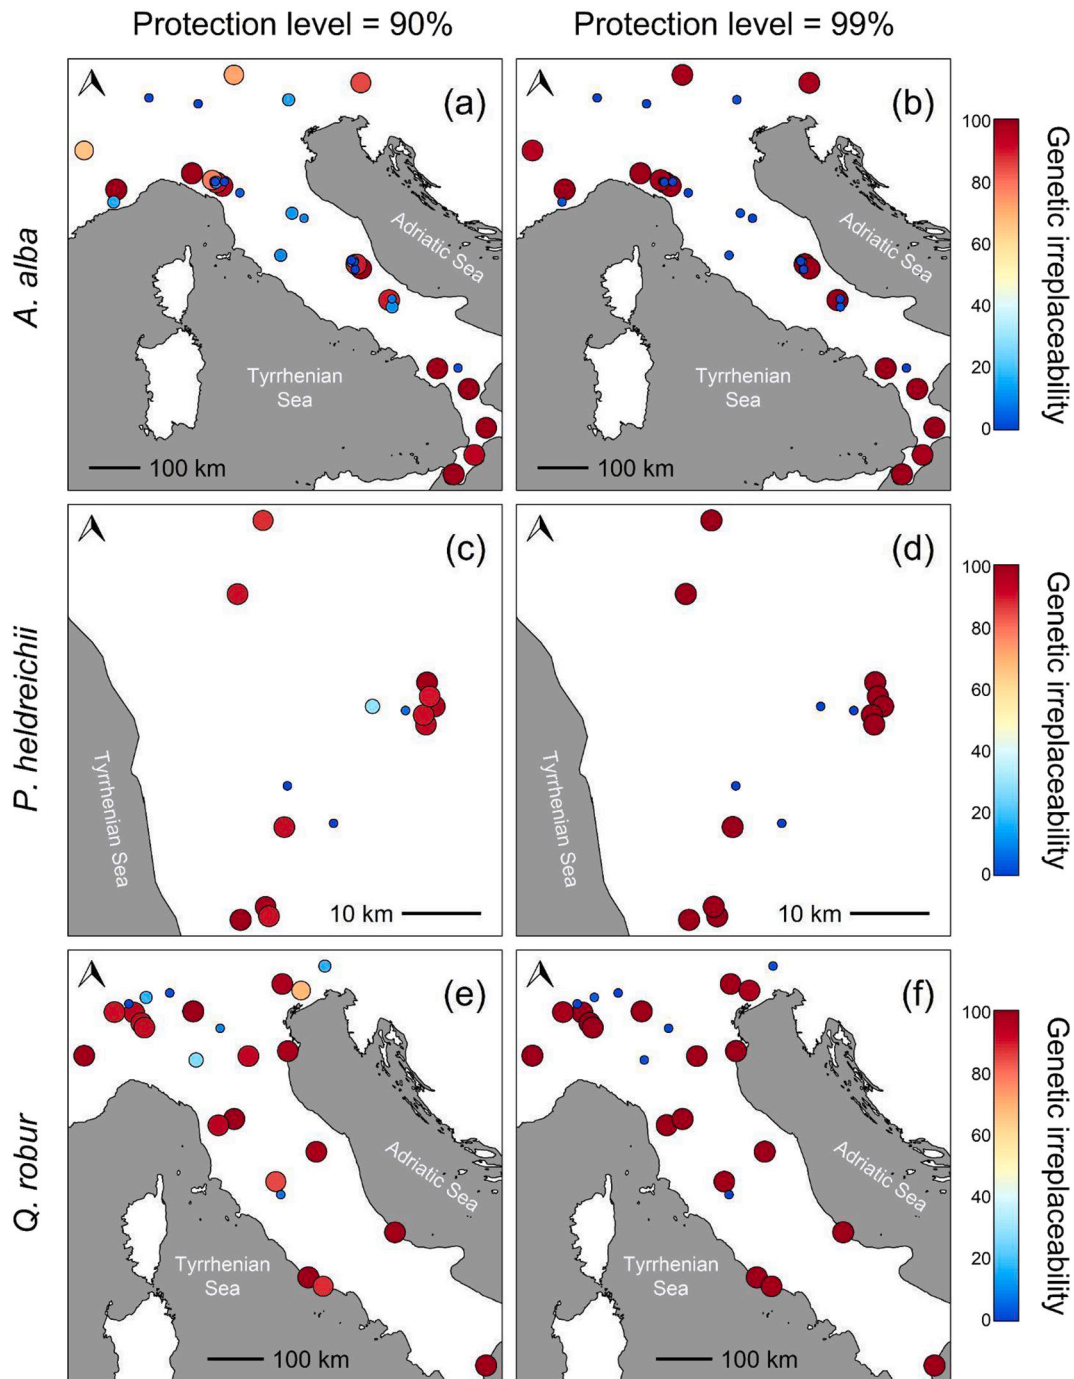 Protection level = 90%
Protection level = 99%
A. alba
(a)
Adriatic Sea
Tyrrhenian
Sea
100 km
(b)
Adriatic Sea
Tyrrhenian
Sea
100 km
100
80
60
40
20
0
Genetic irreplaceability
P. heldreichii
(c)
Tyrrhenian Sea
10 km
(d)
Tyrrhenian Sea
10 km
100
80
60
40
20
0
Genetic irreplaceability
Q. robur
(e)
Adriatic Sea
Tyrrhenian
Sea
100 km
(f)
Adriatic Sea
Tyrrhenian
Sea
100 km
100
80
60
40
20
0
Genetic irreplaceability